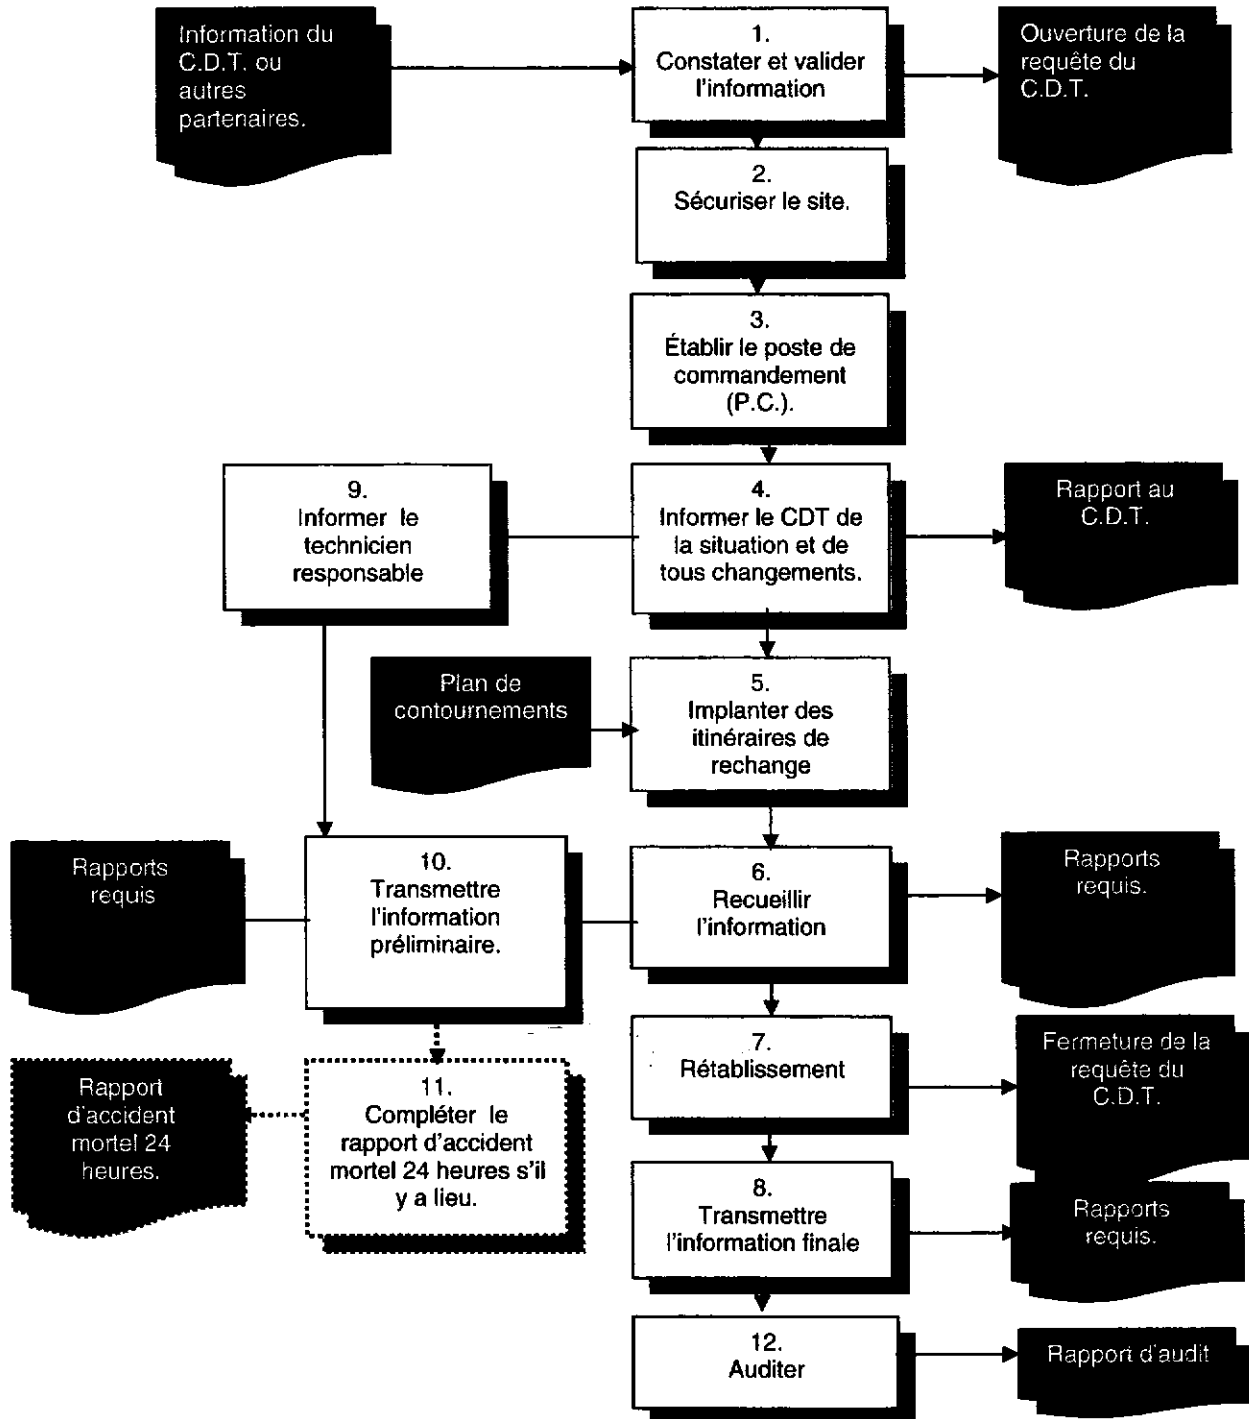 Information du
C.D.T. ou
autres
partenaires.
1.
Constater et valider
l'information
Ouverture de la
requête du
C.D.T.
2.
Sécuriser le site.
3.
Établir le poste de
commandement
(P.C.).
9.
Informer le
technicien
responsable
4.
Informer le CDT de
la situation et de
tous changements.
Rapport au
C.D.T.
Plan de
contournements
5.
Implanter des
itinéraires de
rechange
Rapports
requis
10.
Transmettre
l'information
préliminaire.
6.
Recueillir
l'information
Rapports
requis.
Rapport
d'accident
mortel 24
heures.
11.
Compléter le
rapport d'accident
mortel 24 heures s'il
y a lieu.
7.
Rétablissement
Fermeture de la
requête du
C.D.T.
8.
Transmettre
l'information finale
Rapports
requis.
12.
Auditer
Rapport d'audit